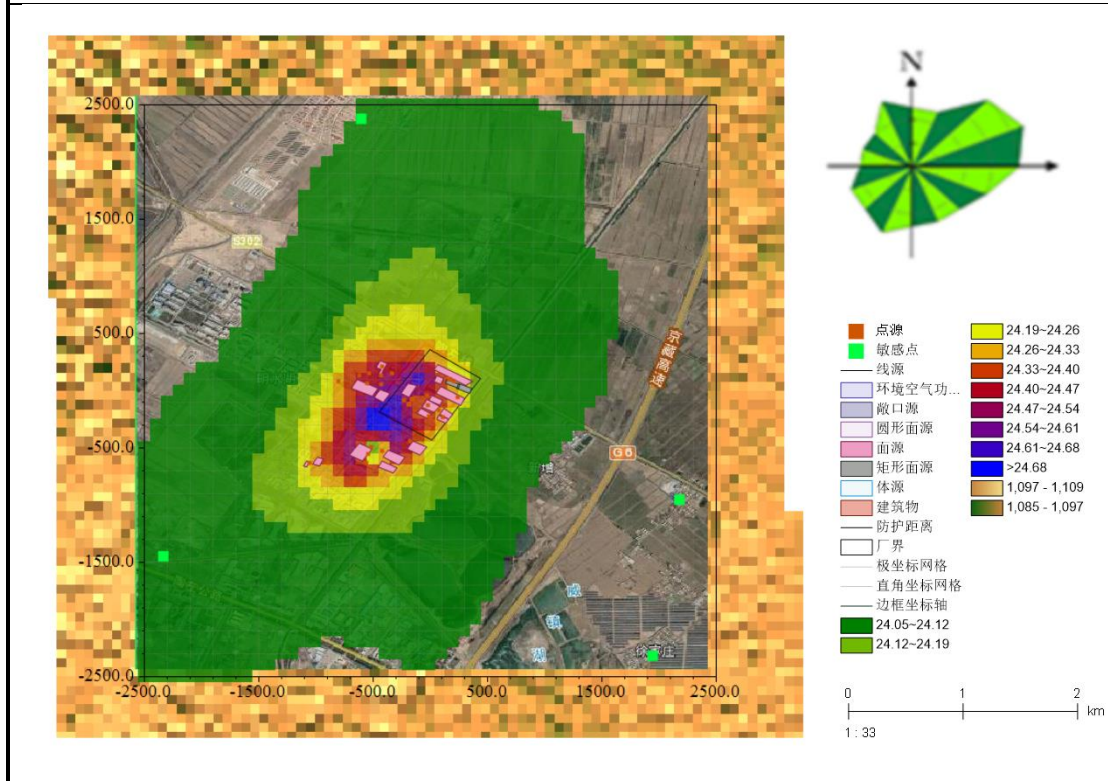 N
2500.0
1500.0
500.0
-500.0
-1500.0
-2500.0
-2500.0
-1500.0
-500.0
500.0
1500.0
2500.0
S302
京藏高速
G6
威
镇
湖
点源
敏感点
线源
环境空气功...
敞口源
圆形面源
面源
矩形面源
体源
建筑物
防护距离
厂界
极坐标网格
直角坐标网格
边框坐标轴
24.05~24.12
24.12~24.19
24.19~24.26
24.26~24.33
24.33~24.40
24.40~24.47
24.47~24.54
24.54~24.61
24.61~24.68
>24.68
1,097 - 1,109
1,085 - 1,097
0
1
2
km
1 : 33